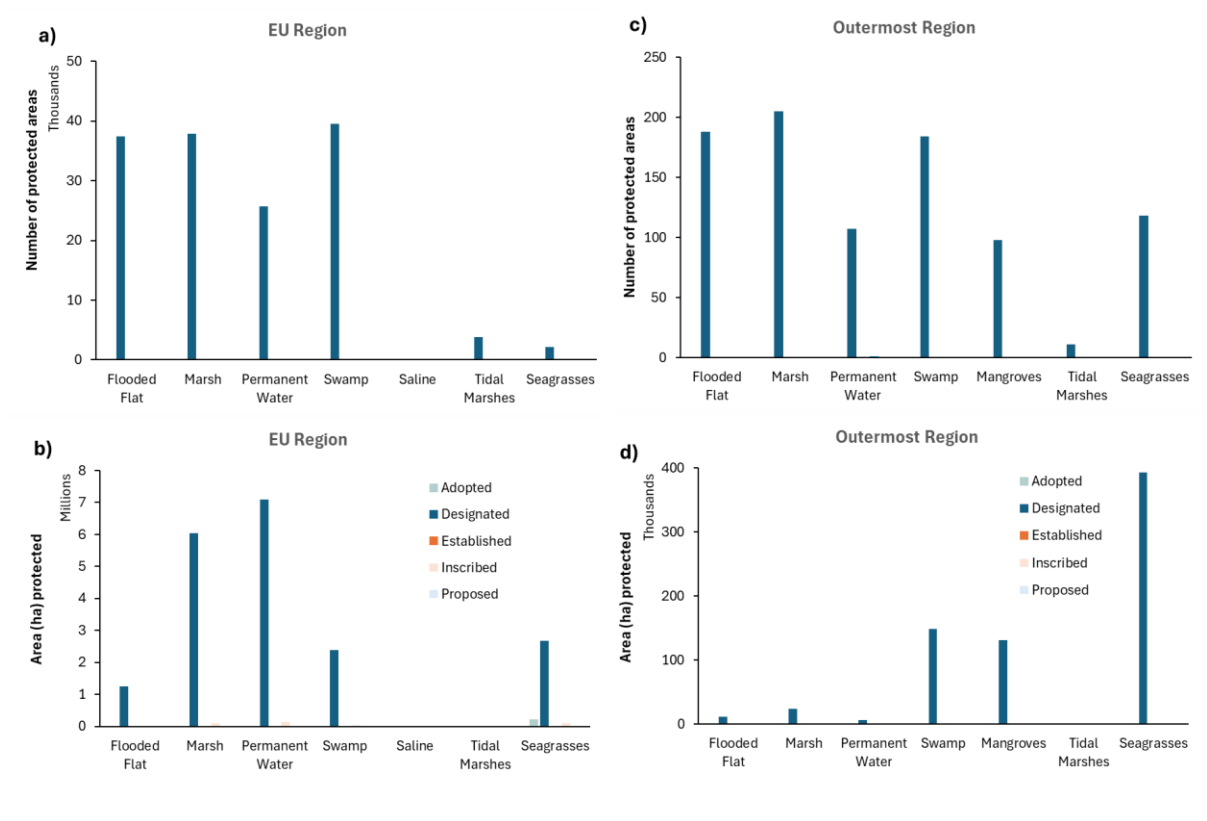 a)
EU Region
Number of protected areas
Thousands
50
40
30
20
10
0
Flooded Flat
Marsh
Permanent Water
Swamp
Saline
Tidal Marshes
Seagrasses
c)
Outermost Region
Number of protected areas
250
200
150
100
50
0
Flooded Flat
Marsh
Permanent Water
Swamp
Mangroves
Tidal Marshes
Seagrasses
b)
EU Region
Area (ha) protected
Millions
8
7
6
5
4
3
2
1
0
Adopted
Designated
Established
Inscribed
Proposed
Flooded Flat
Marsh
Permanent Water
Swamp
Saline
Tidal Marshes
Seagrasses
d)
Outermost Region
Area (ha) protected
Thousands
400
300
200
100
0
Adopted
Designated
Established
Inscribed
Proposed
Flooded Flat
Marsh
Permanent Water
Swamp
Mangroves
Tidal Marshes
Seagrasses